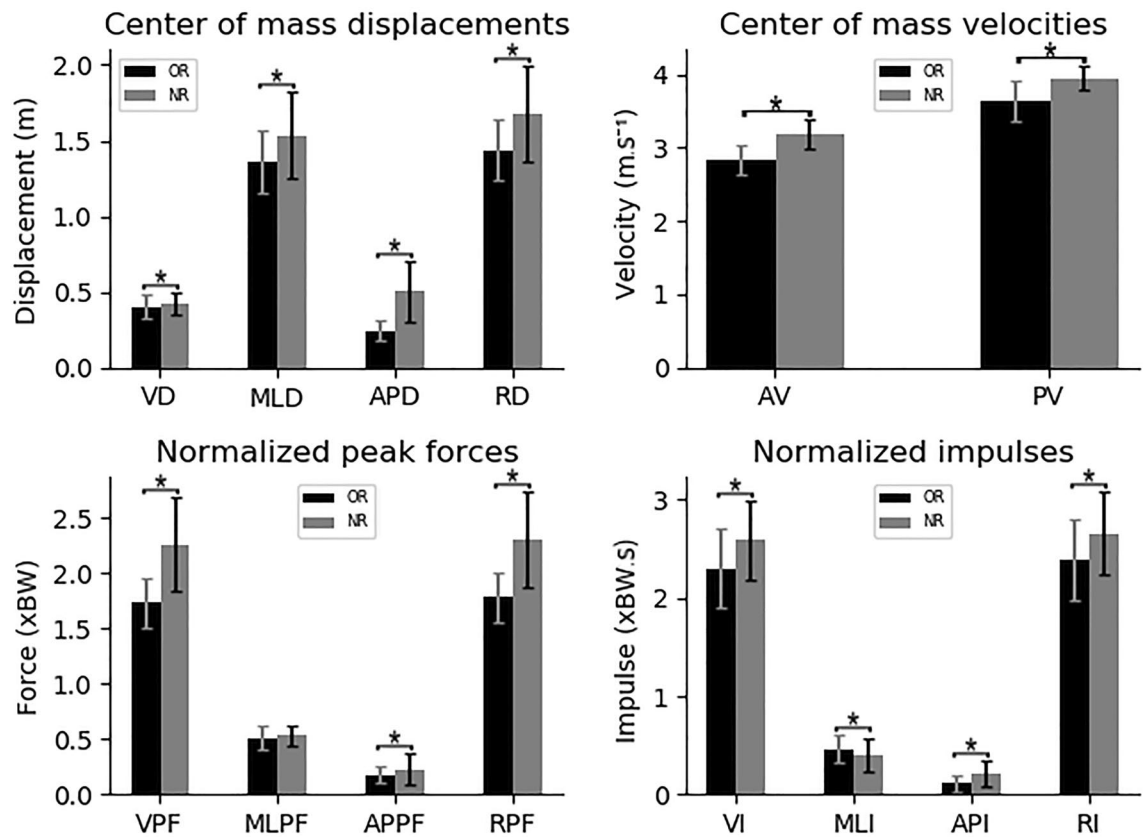 Center of mass displacements
Displacement (m)
2.0
1.5
1.0
0.5
0.0
OR
NR
*
*
*
*
VD MLD APD RD
Center of mass velocities
Velocity (m.s⁻¹)
4
3
2
1
0
OR
NR
*
*
AV PV
Normalized peak forces
Force (xBW)
2.5
2.0
1.5
1.0
0.5
0.0
OR
NR
*
*
*
VPF MLPF APPF RPF
Normalized impulses
Impulse (xBW.s)
3
2
1
0
OR
NR
*
*
*
*
VI MLI API RI